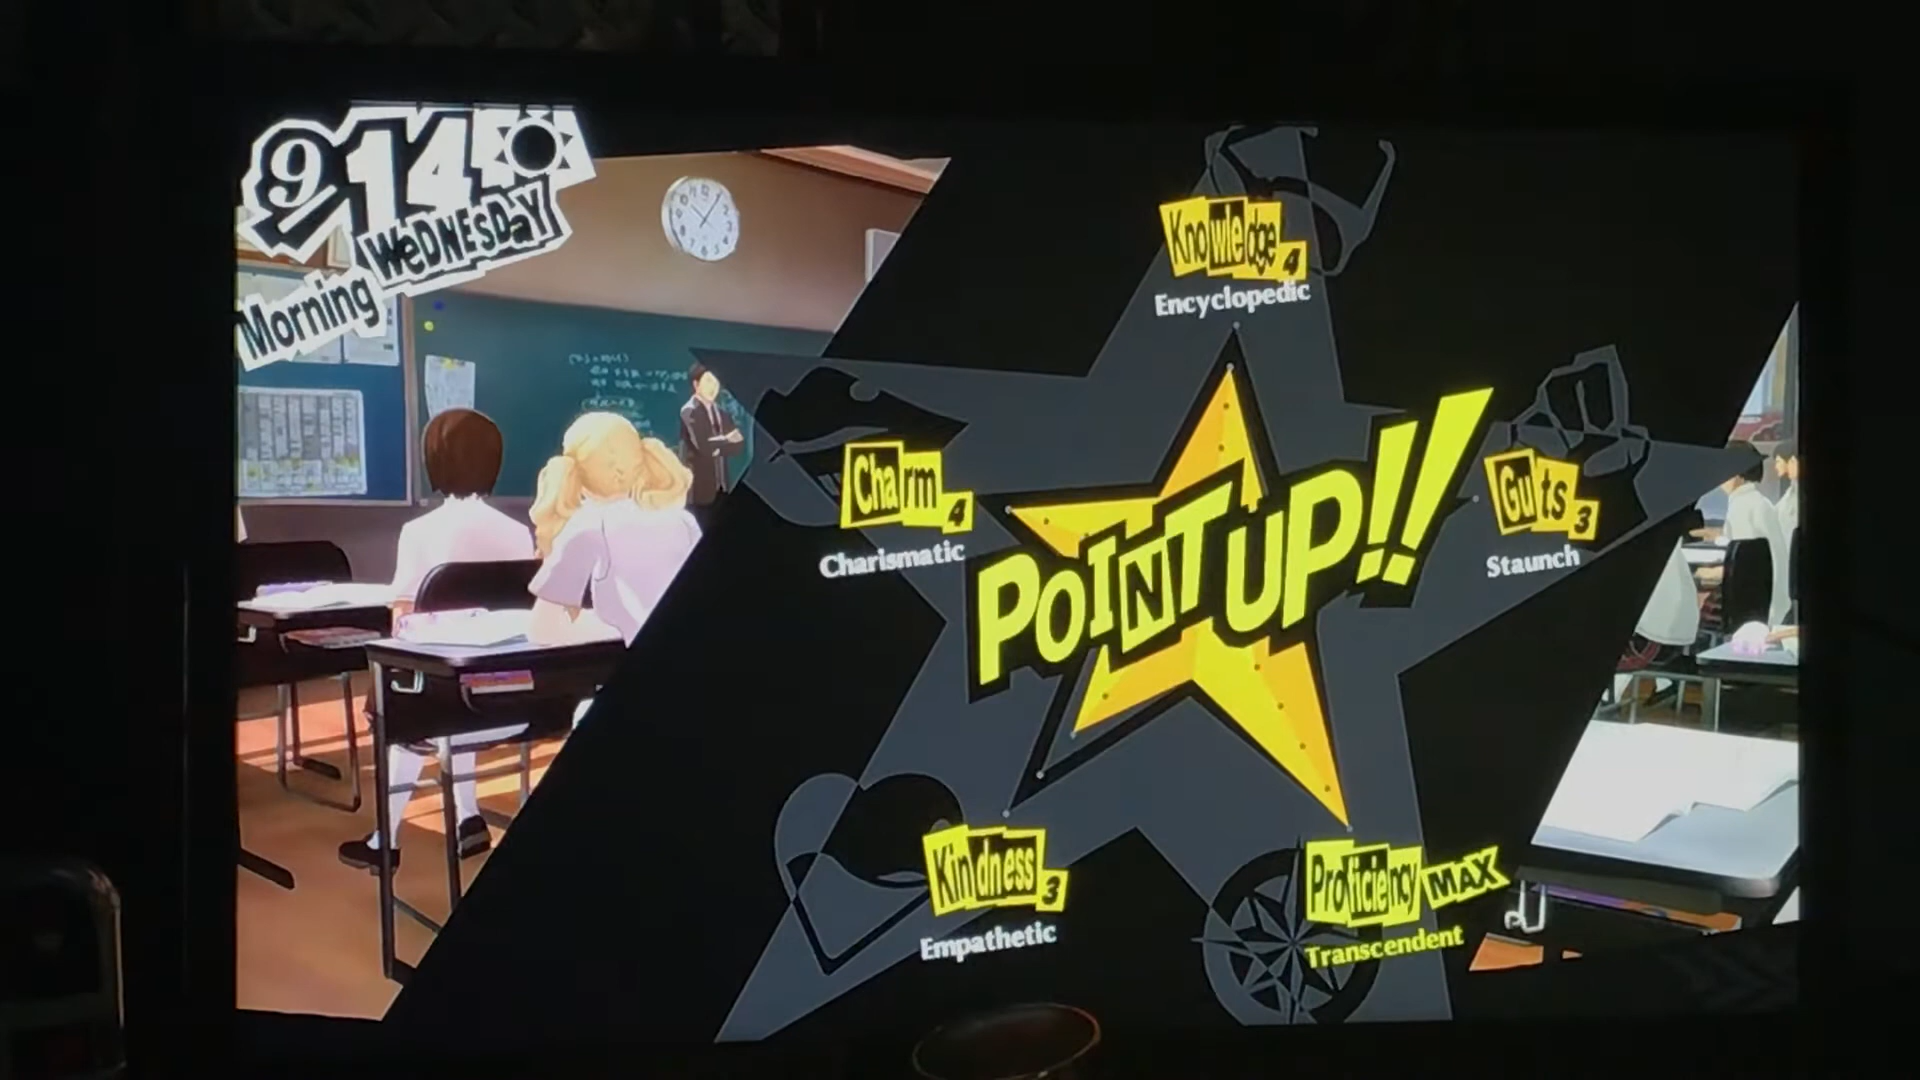 9/14
WeDNEsDaY
Morning
Knowledge 4
Encyclopedic
Charm 4
Charismatic
Guts 3
Staunch
POINT UP!!
Kindness 3
Empathetic
Proficiency MAX
Transcendent